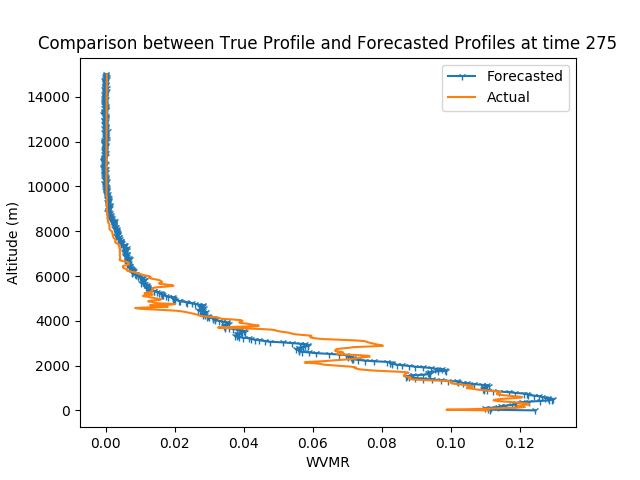 Comparison between True Profile and Forecasted Profiles at time 275
Forecasted
Actual
14000
12000
10000
8000
6000
4000
2000
0
Altitude (m)
0.00 0.02 0.04 0.06 0.08 0.10 0.12
WVMR